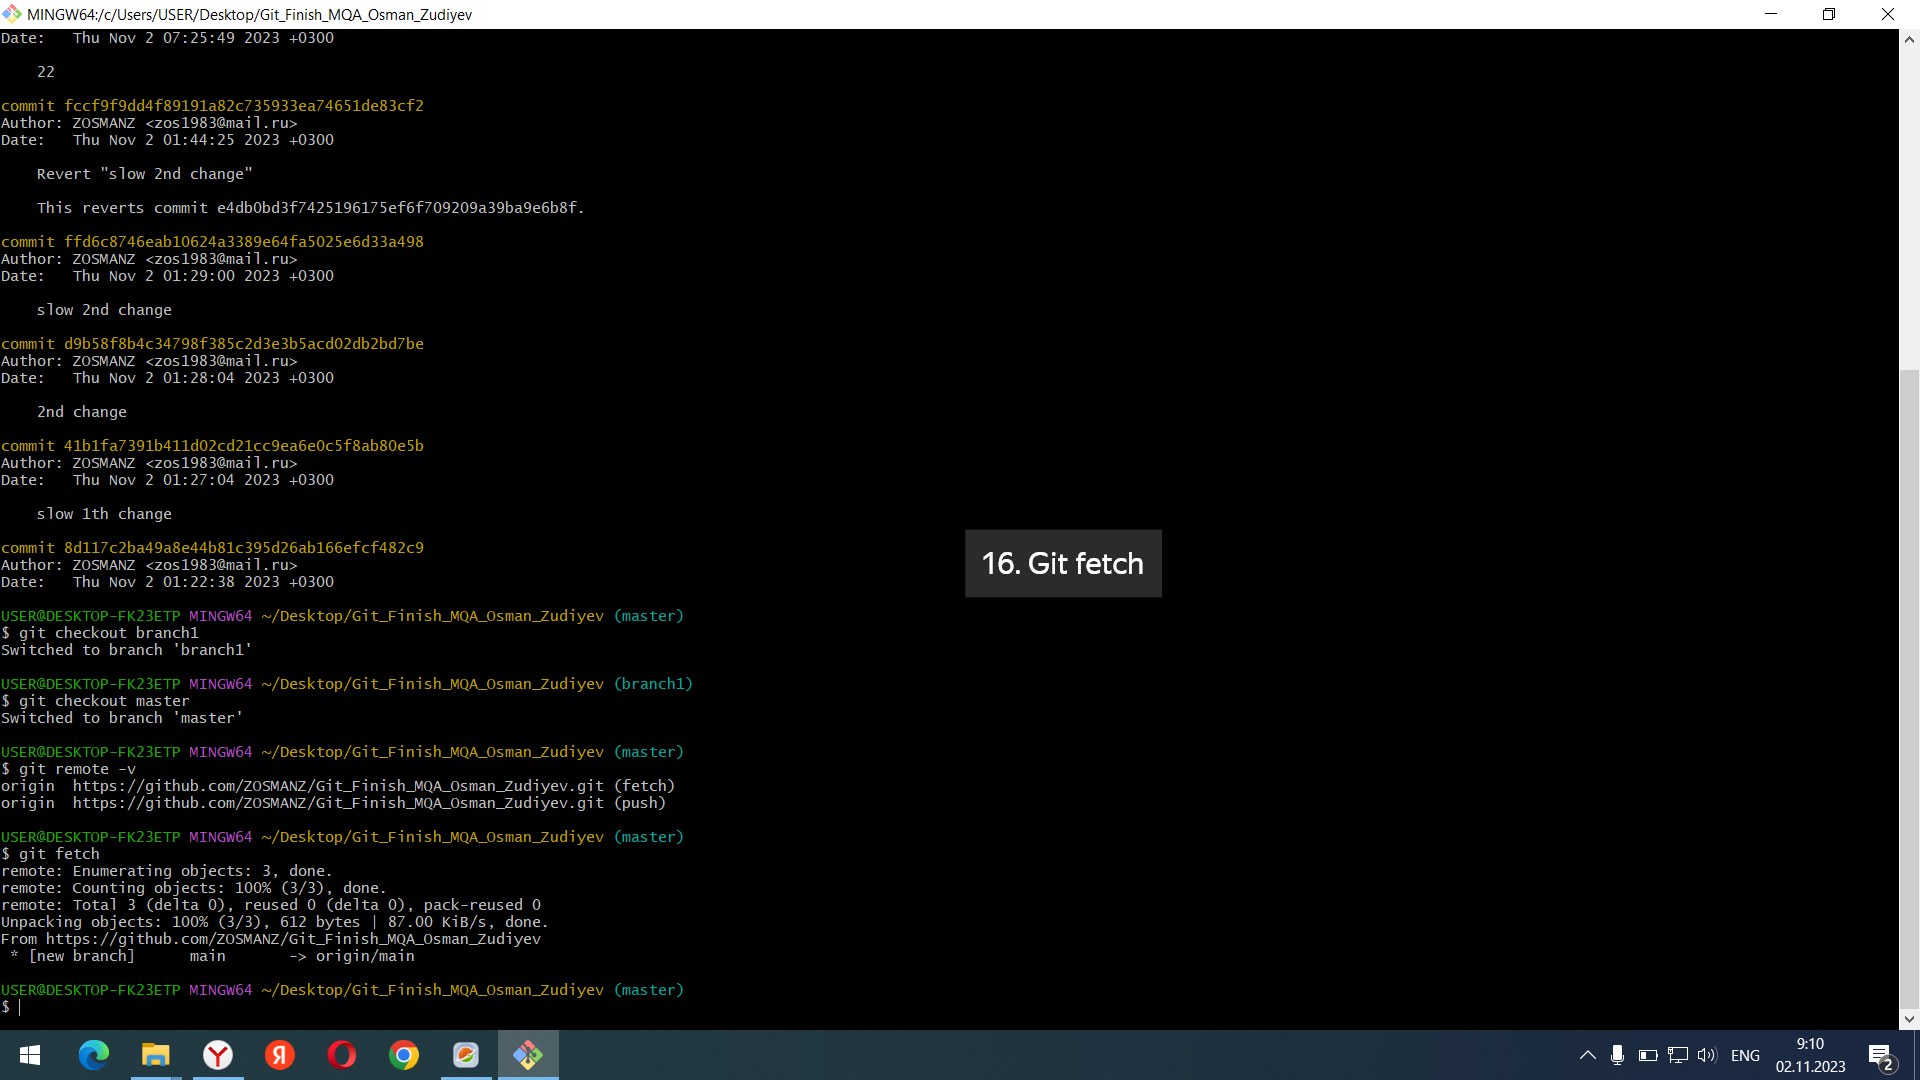 MINGW64:/c/Users/USER/Desktop/Git_Finish_MQA_Osman_Zudiyev
Date:   Thu Nov 2 07:25:49 2023 +0300
22
commit fccf9f9dd4f89191a82c735933ea74651de83cf2
Author: ZOSMANZ <zos1983@mail.ru>
Date:   Thu Nov 2 01:44:25 2023 +0300
Revert "slow 2nd change"
This reverts commit e4db0bd3f7425196175ef6f709209a39ba9e6b8f.
commit ffd6c8746eab10624a3389e64fa5025e6d33a498
Author: ZOSMANZ <zos1983@mail.ru>
Date:   Thu Nov 2 01:29:00 2023 +0300
slow 2nd change
commit d9b58f8b4c34798f385c2d3e3b5acd02db2bd7be
Author: ZOSMANZ <zos1983@mail.ru>
Date:   Thu Nov 2 01:28:04 2023 +0300
2nd change
commit 41b1fa7391b411d02cd21cc9ea6e0c5f8ab80e5b
Author: ZOSMANZ <zos1983@mail.ru>
Date:   Thu Nov 2 01:27:04 2023 +0300
slow 1th change
commit 8d117c2ba49a8e44b81c395d26ab166efcf482c9
Author: ZOSMANZ <zos1983@mail.ru>
Date:   Thu Nov 2 01:22:38 2023 +0300
16. Git fetch
USER@DESKTOP-FK23ETP MINGW64 ~/Desktop/Git_Finish_MQA_Osman_Zudiyev (master)
$ git checkout branch1
Switched to branch 'branch1'
USER@DESKTOP-FK23ETP MINGW64 ~/Desktop/Git_Finish_MQA_Osman_Zudiyev (branch1)
$ git checkout master
Switched to branch 'master'
USER@DESKTOP-FK23ETP MINGW64 ~/Desktop/Git_Finish_MQA_Osman_Zudiyev (master)
$ git remote -v
origin  https://github.com/ZOSMANZ/Git_Finish_MQA_Osman_Zudiyev.git (fetch)
origin  https://github.com/ZOSMANZ/Git_Finish_MQA_Osman_Zudiyev.git (push)
USER@DESKTOP-FK23ETP MINGW64 ~/Desktop/Git_Finish_MQA_Osman_Zudiyev (master)
$ git fetch
remote: Enumerating objects: 3, done.
remote: Counting objects: 100% (3/3), done.
remote: Total 3 (delta 0), reused 0 (delta 0), pack-reused 0
Unpacking objects: 100% (3/3), 612 bytes | 87.00 KiB/s, done.
From https://github.com/ZOSMANZ/Git_Finish_MQA_Osman_Zudiyev
* [new branch]      main       -> origin/main
USER@DESKTOP-FK23ETP MINGW64 ~/Desktop/Git_Finish_MQA_Osman_Zudiyev (master)
$
Я
ENG
9:10
02.11.2023
2